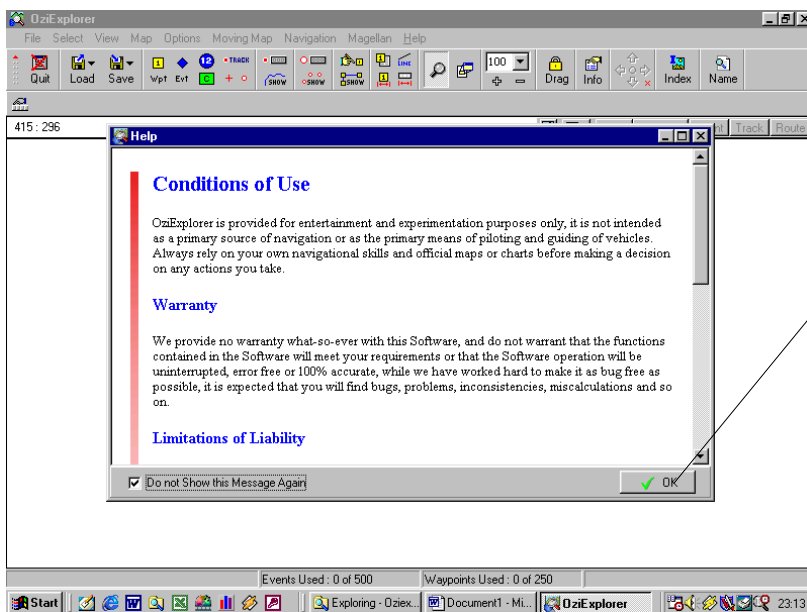 OziExplorer
File Select View Map Options Moving Map Navigation Magellan Help
1 12 TRACK 100
Quit Load Save Wpt Evt C SHOW SHOW SHOW Drag Info Index Name
415 : 296
Track Route
Help
Conditions of Use
OziExplorer is provided for entertainment and experimentation purposes only, it is not intended
as a primary source of navigation or as the primary means of piloting and guiding of vehicles.
Always rely on your own navigational skills and official maps or charts before making a decision
on any actions you take.
Warranty
We provide no warranty what-so-ever with this Software, and do not warrant that the functions
contained in the Software will meet your requirements or that the Software operation will be
uninterrupted, error free or 100% accurate, while we have worked hard to make it as bug free as
possible, it is expected that you will find bugs, problems, inconsistencies, miscalculations and so
on.
Limitations of Liability
Do not Show this Message Again
OK
Events Used : 0 of 500 Waypoints Used : 0 of 250
Start Exploring - Oziex... Document1 - Mi... OziExplorer 23:13